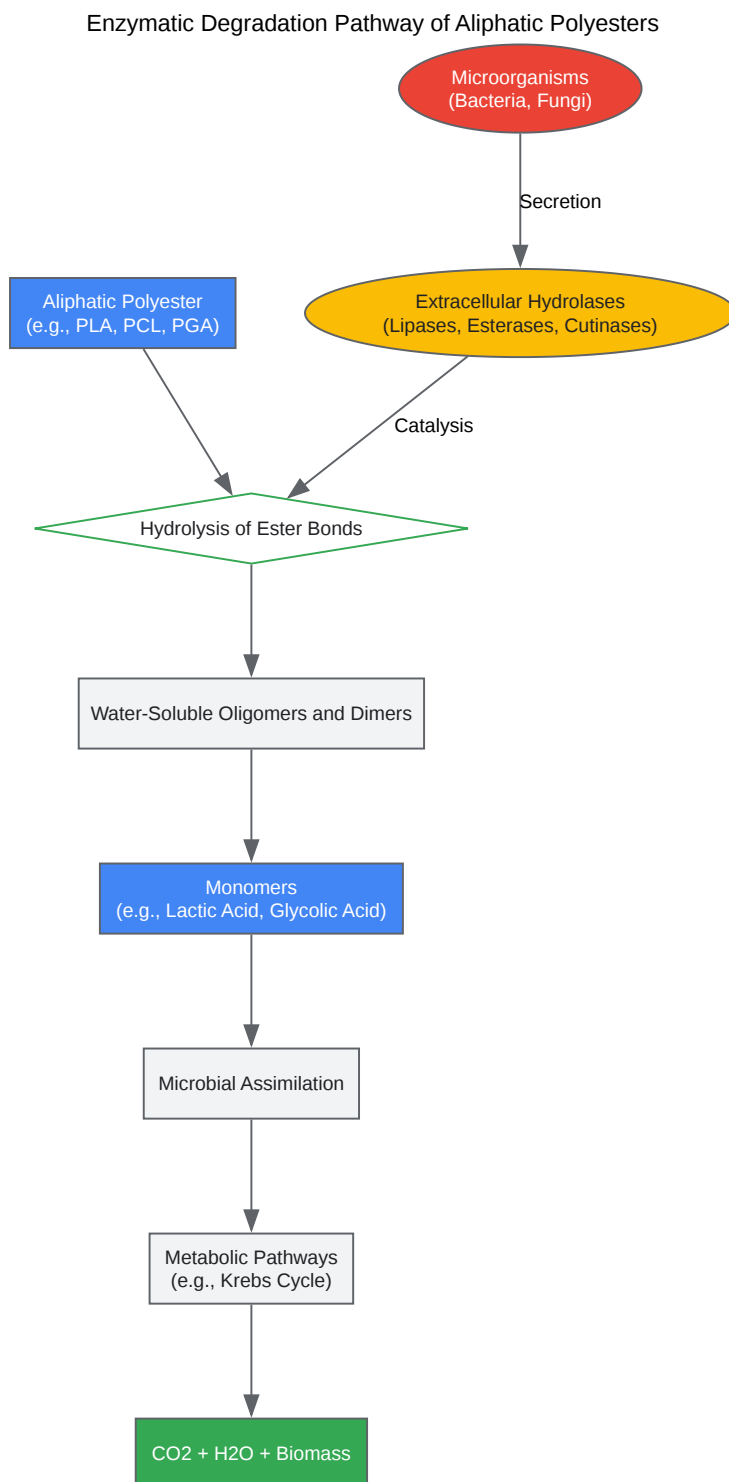 Enzymatic Degradation Pathway of Aliphatic Polyesters
Microorganisms
(Bacteria, Fungi)
Secretion
Aliphatic Polyester
(e.g., PLA, PCL, PGA)
Extracellular Hydrolases
(Lipases, Esterases, Cutinases)
Catalysis
Hydrolysis of Ester Bonds
Water-Soluble Oligomers and Dimers
Monomers
(e.g., Lactic Acid, Glycolic Acid)
Microbial Assimilation
Metabolic Pathways
(e.g., Krebs Cycle)
CO2 + H2O + Biomass